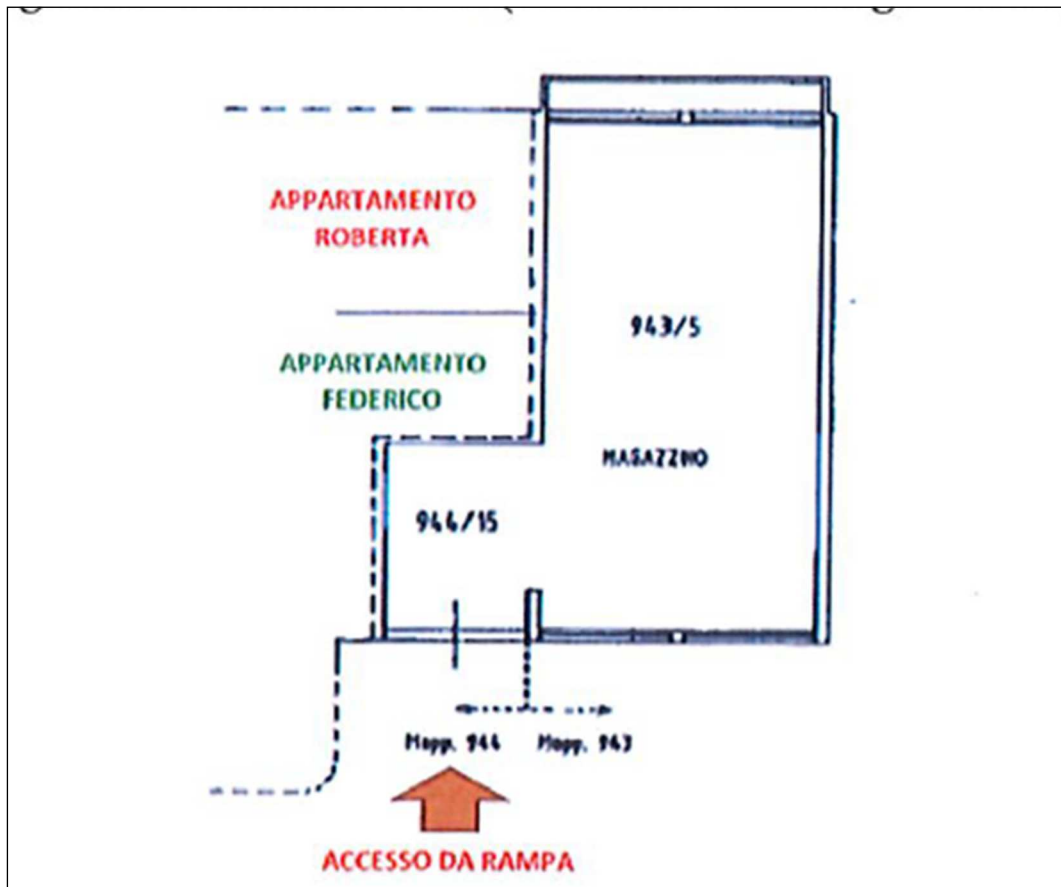 APPARTAMENTO
ROBERTA
943/5
APPARTAMENTO
FEDERICO
MAGAZZINO
944/15
Mapp. 944 Mapp. 943
ACCESSO DA RAMPA